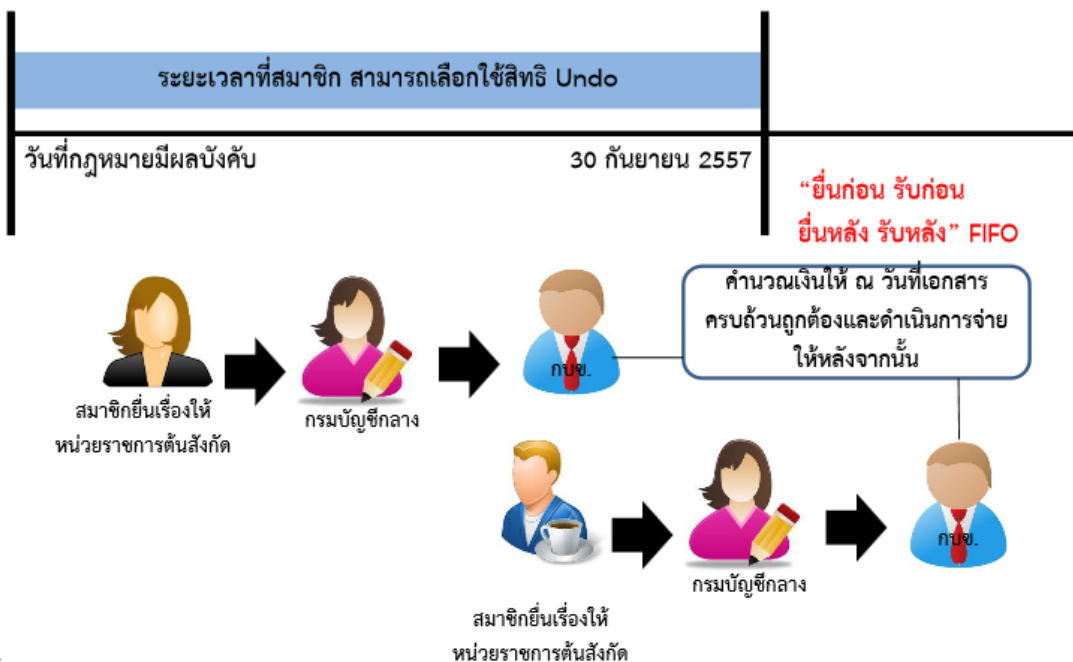 ระยะเวลาที่สมาชิก สามารถเลือกใช้สิทธิ Undo
วันที่กฎหมายมีผลบังคับ
30 กันยายน 2557
“ยื่นก่อน รับก่อน
ยื่นหลัง รับหลัง” FIFO
คำนวณเงินให้ ณ วันที่เอกสาร
ครบถ้วนถูกต้องและดำเนินการจ่าย
ให้หลังจากนั้น
กบข.
สมาชิกยื่นเรื่องให้
หน่วยราชการต้นสังกัด
กรมบัญชีกลาง
กบข.
กรมบัญชีกลาง
สมาชิกยื่นเรื่องให้
หน่วยราชการต้นสังกัด